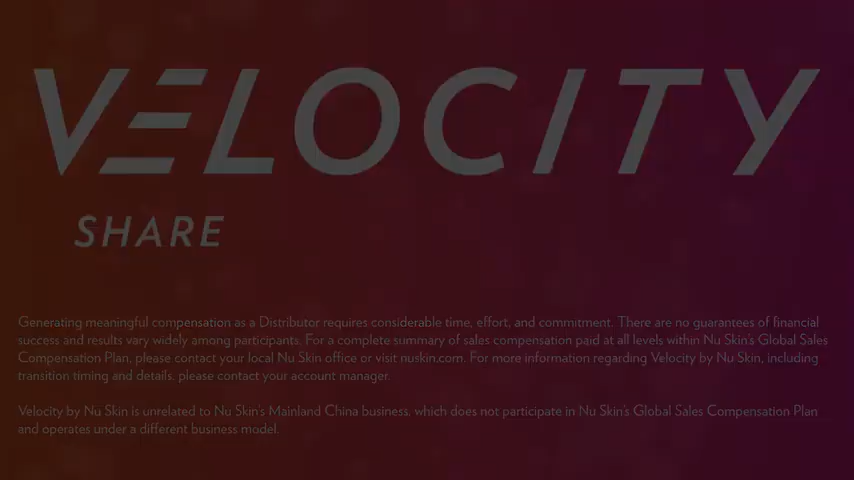 VELOCITY
SHARE
Generating meaningful compensation as a Distributor requires considerable time, effort, and commitment. There are no guarantees of financial
success and results vary widely among participants. For a complete summary of sales compensation paid at all levels within Nu Skin's Global Sales
Compensation Plan, please contact your local Nu Skin office or visit nuskin.com. For more information regarding Velocity by Nu Skin, including
transition timing and details, please contact your account manager.
Velocity by Nu Skin is unrelated to Nu Skin's Mainland China business, which does not participate in Nu Skin's Global Sales Compensation Plan
and operates under a different business model.